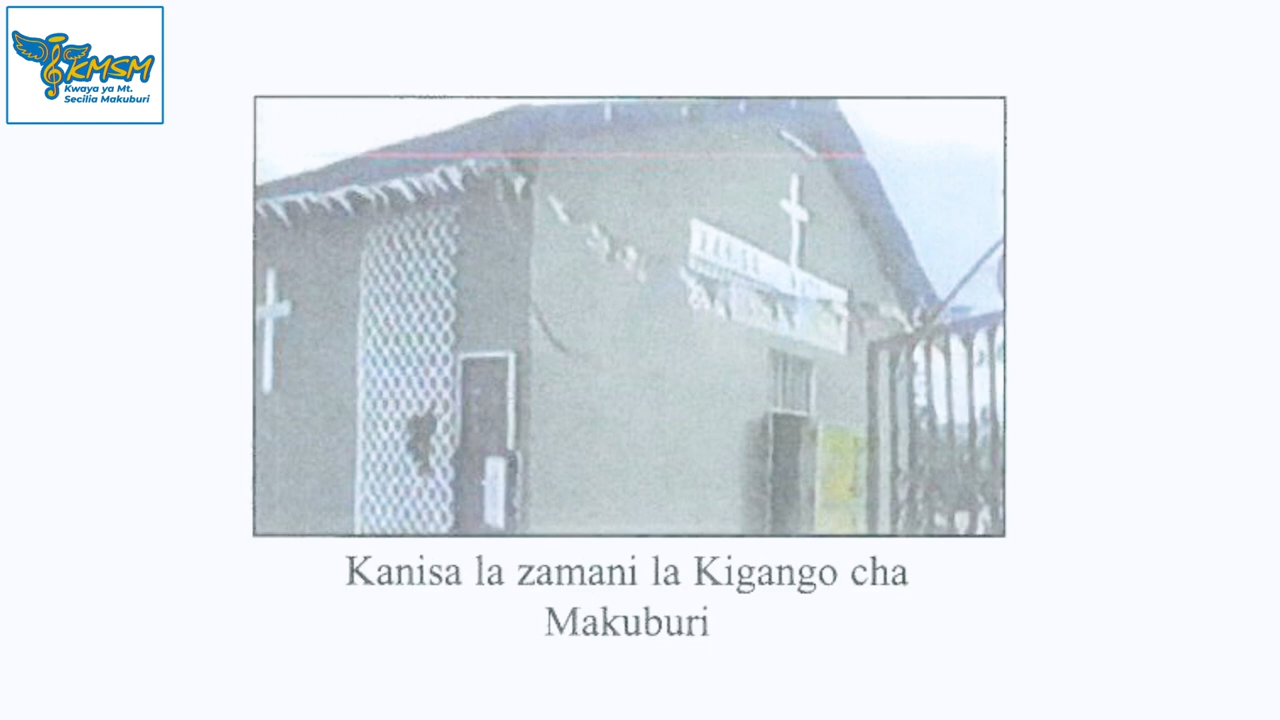 KMSM
Kwaya ya Mt.
Secilia Makuburi
Kanisa la zamani la Kigango cha
Makuburi